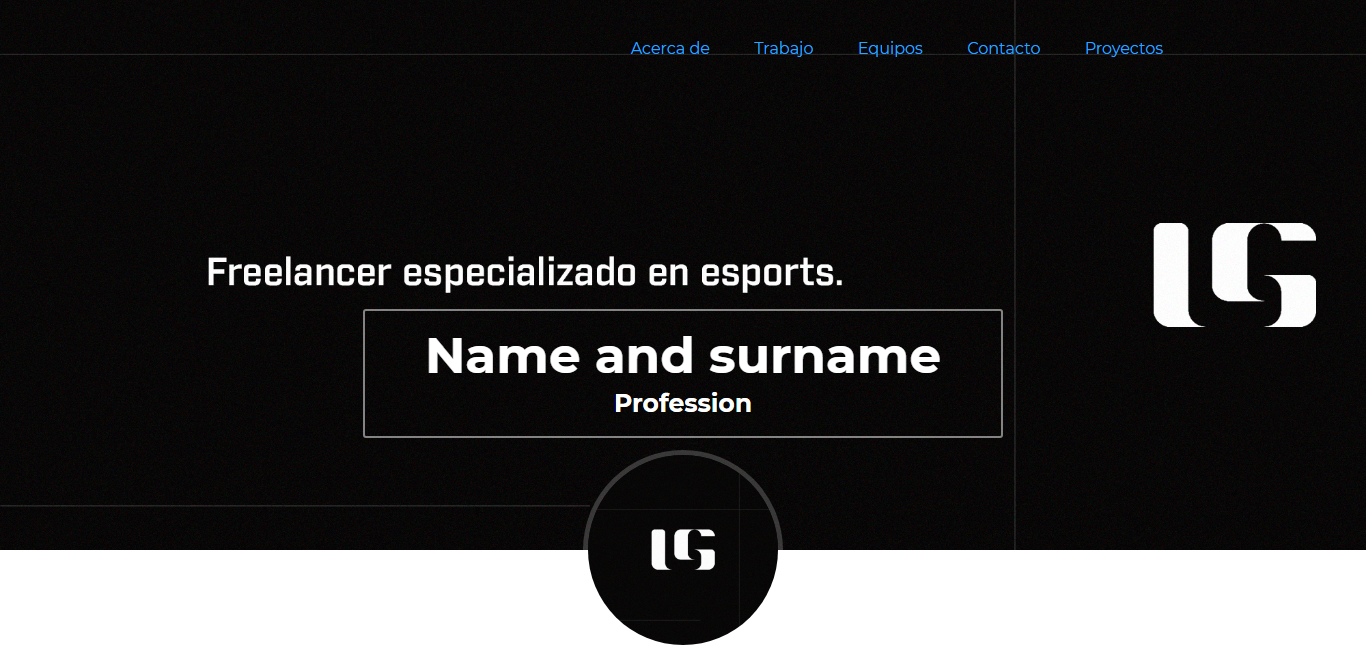 Acerca de Trabajo Equipos Contacto Proyectos
Freelancer especializado en esports.
LG
Name and surname
Profession
LG